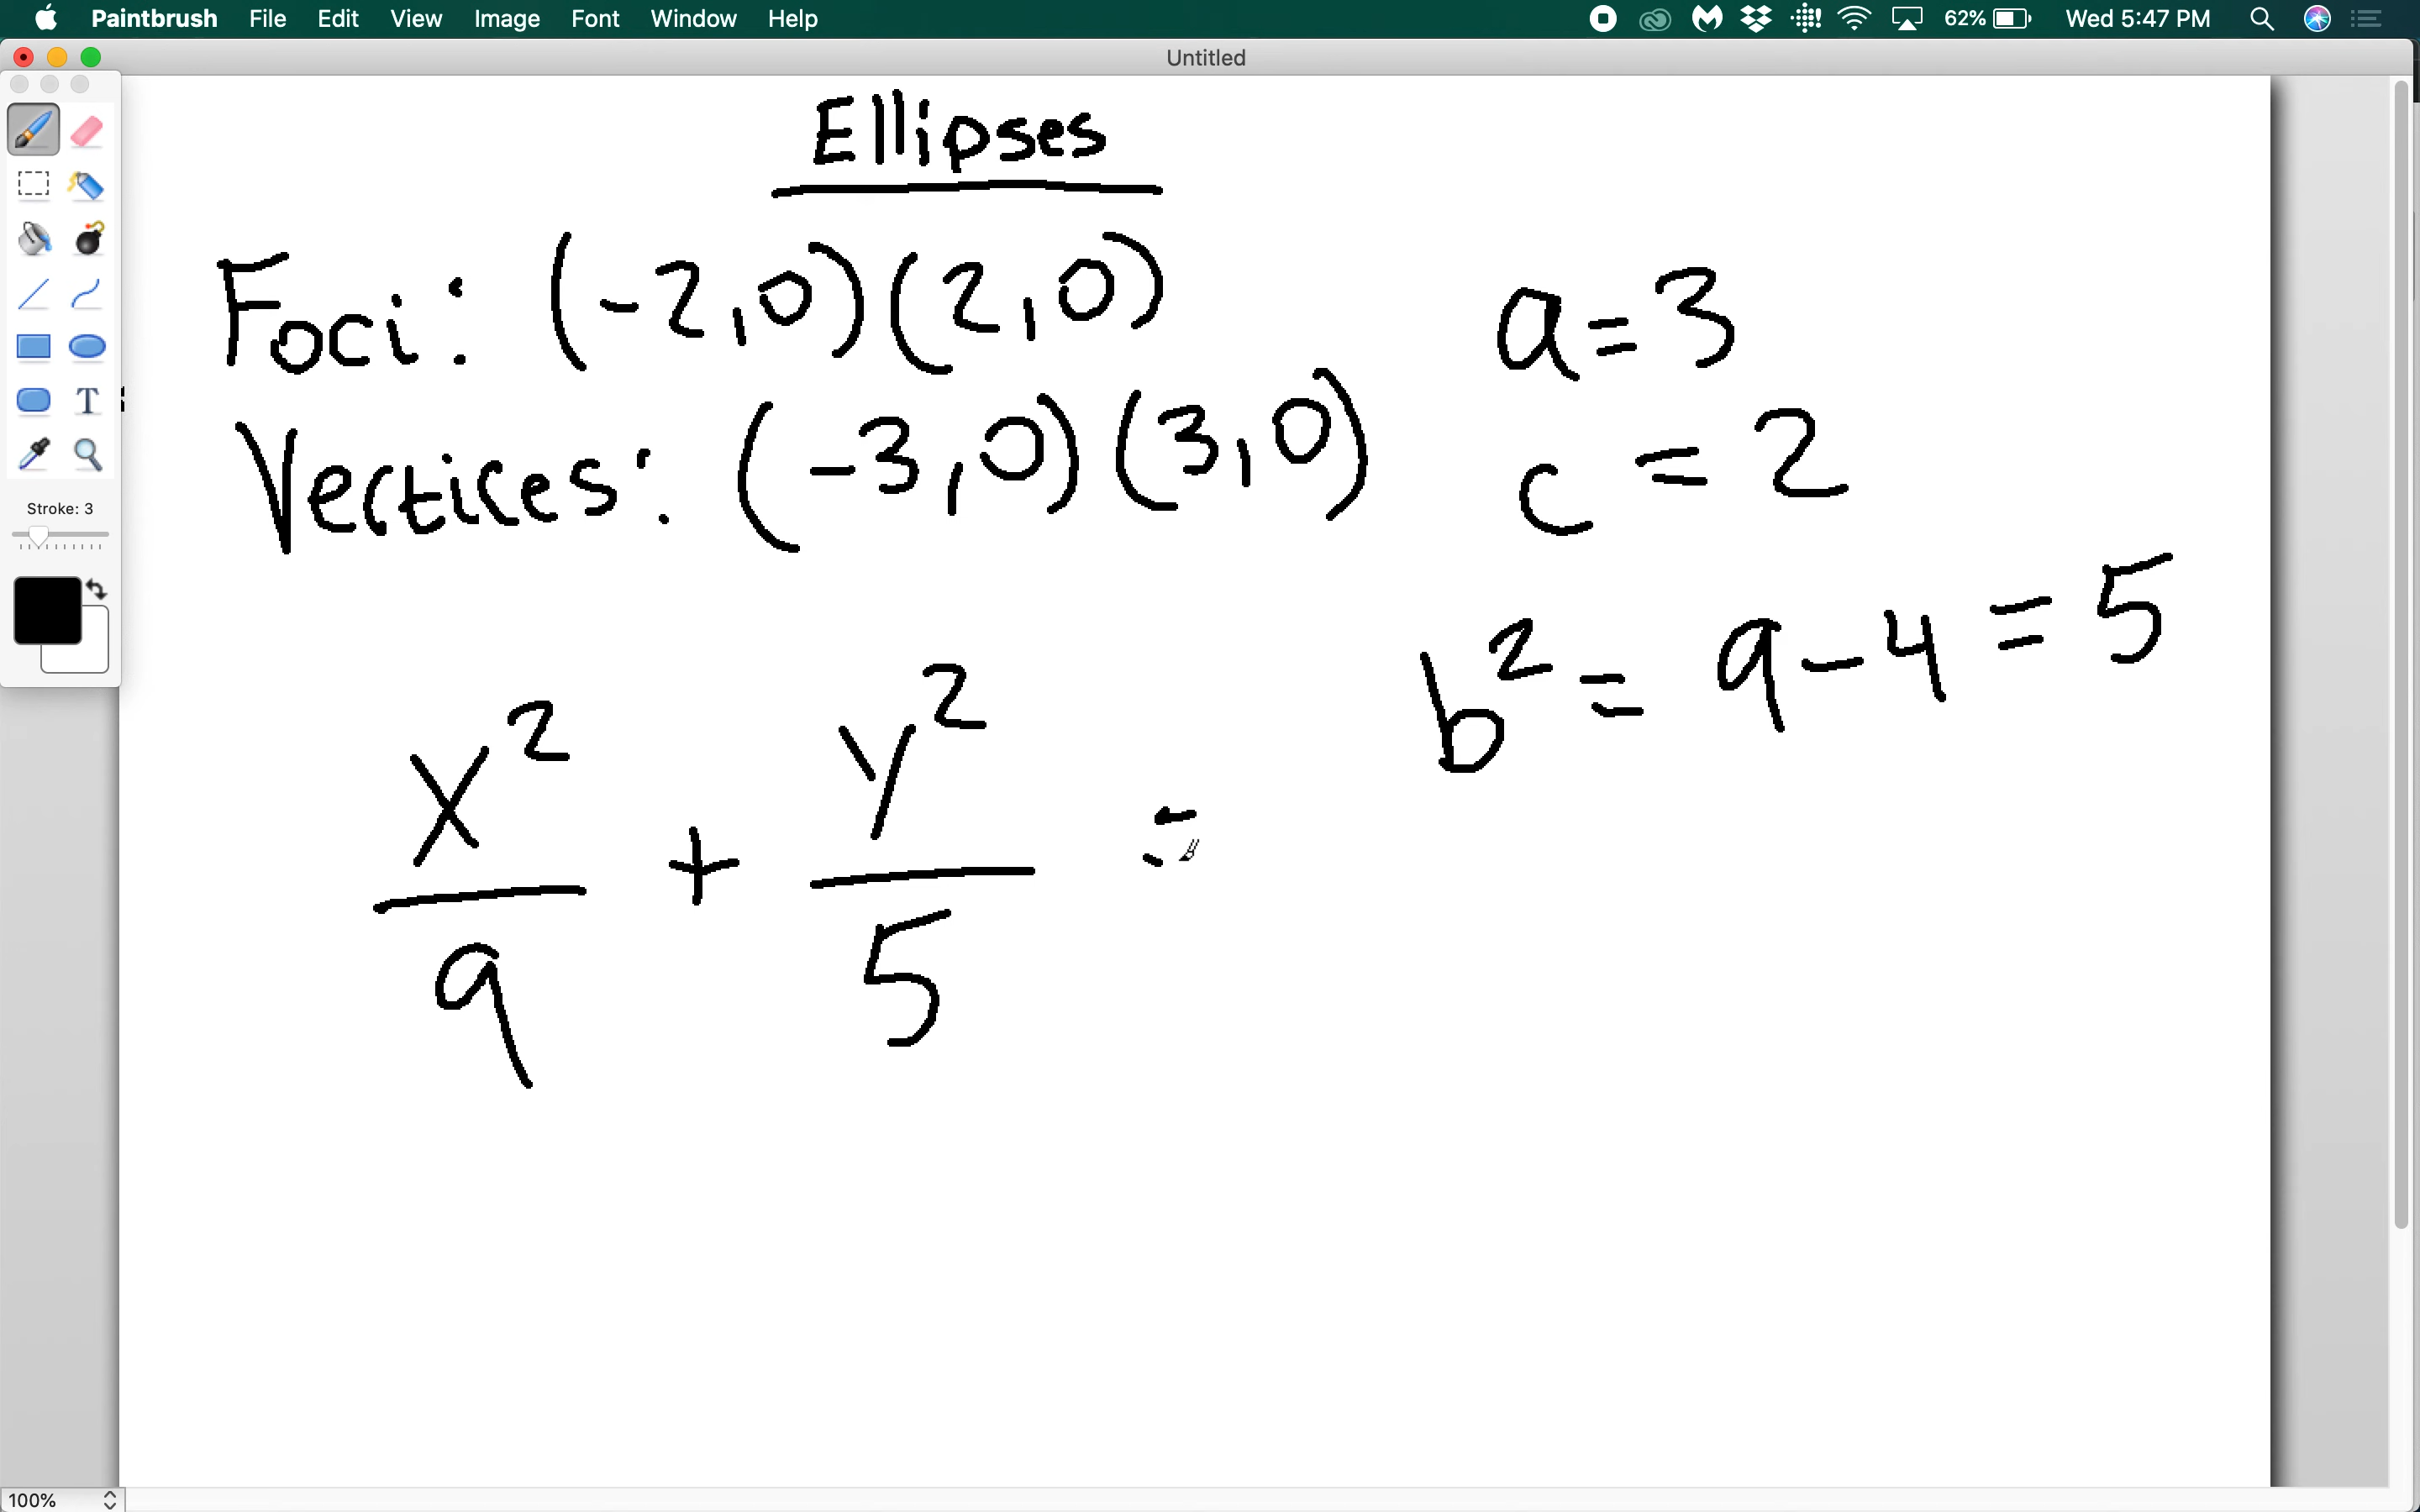 Paintbrush File Edit View Image Font Window Help 62% Wed 5:47 PM
Untitled
Ellipses
Foci: (-2,0)(2,0)
a=3
Vertices: (-3,0)(3,0)
c=2
Stroke: 3
b²=9-4=5
x²/9 + y²/5 =
100%